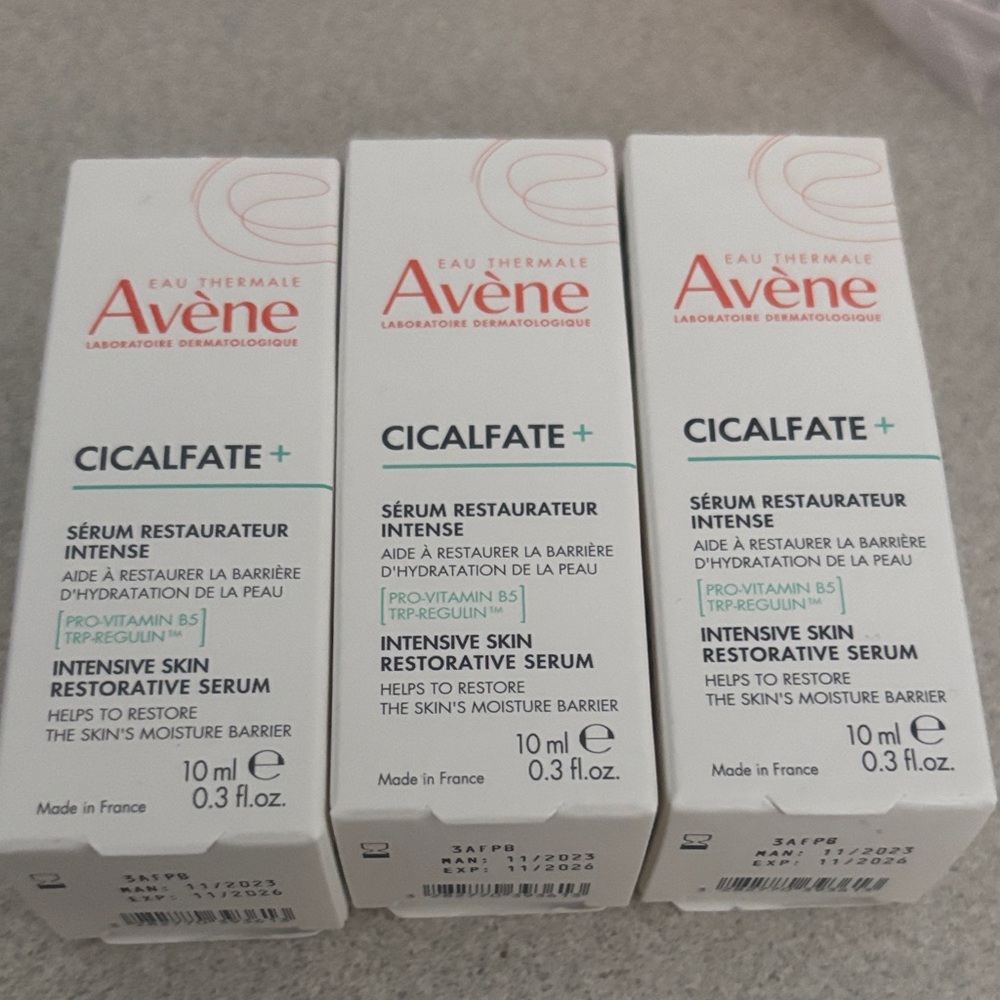 EAU THERMALE
Avène
LABORATOIRE DERMATOLOGIQUE
CICALFATE +
SÉRUM RESTAURATEUR
INTENSE
AIDE À RESTAURER LA BARRIÈRE
D'HYDRATATION DE LA PEAU
[PRO-VITAMIN B5
TRP-REGULIN™]
INTENSIVE SKIN
RESTORATIVE SERUM
HELPS TO RESTORE
THE SKIN'S MOISTURE BARRIER
10 ml ℮
Made in France 0.3 fl.oz.
3AFPB
MAN: 11/2023
EXP: 11/2026
EAU THERMALE
Avène
LABORATOIRE DERMATOLOGIQUE
CICALFATE +
SÉRUM RESTAURATEUR
INTENSE
AIDE À RESTAURER LA BARRIÈRE
D'HYDRATATION DE LA PEAU
[PRO-VITAMIN B5
TRP-REGULIN™]
INTENSIVE SKIN
RESTORATIVE SERUM
HELPS TO RESTORE
THE SKIN'S MOISTURE BARRIER
10 ml ℮
Made in France 0.3 fl.oz.
3AFPB
MAN: 11/2023
EXP: 11/2026
EAU THERMALE
Avène
LABORATOIRE DERMATOLOGIQUE
CICALFATE +
SÉRUM RESTAURATEUR
INTENSE
AIDE À RESTAURER LA BARRIÈRE
D'HYDRATATION DE LA PEAU
[PRO-VITAMIN B5
TRP-REGULIN™]
INTENSIVE SKIN
RESTORATIVE SERUM
HELPS TO RESTORE
THE SKIN'S MOISTURE BARRIER
10 ml ℮
Made in France 0.3 fl.oz.
3AFPB
MAN: 11/2023
EXP: 11/2026